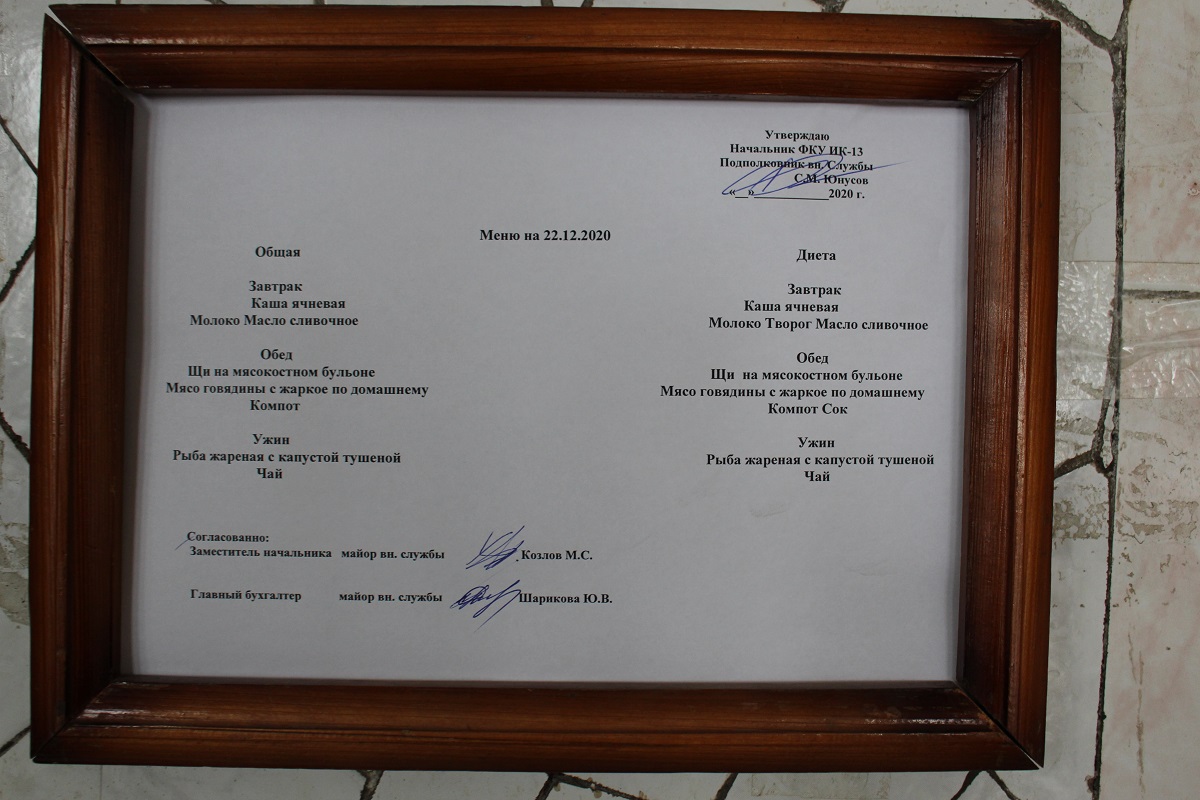 Утверждаю
Начальник ФКУ ИК-13
Подполковник вн. Службы
С.М. Юнусов
«__»____________2020 г.
Меню на 22.12.2020
Общая
Завтрак
Каша ячневая
Молоко Масло сливочное
Обед
Щи на мясокостном бульоне
Мясо говядины с жаркое по домашнему
Компот
Ужин
Рыба жареная с капустой тушеной
Чай
Диета
Завтрак
Каша ячневая
Молоко Творог Масло сливочное
Обед
Щи на мясокостном бульоне
Мясо говядины с жаркое по домашнему
Компот Сок
Ужин
Рыба жареная с капустой тушеной
Чай
Согласованно:
Заместитель начальника майор вн. службы Козлов М.С.
Главный бухгалтер майор вн. службы Шарикова Ю.В.